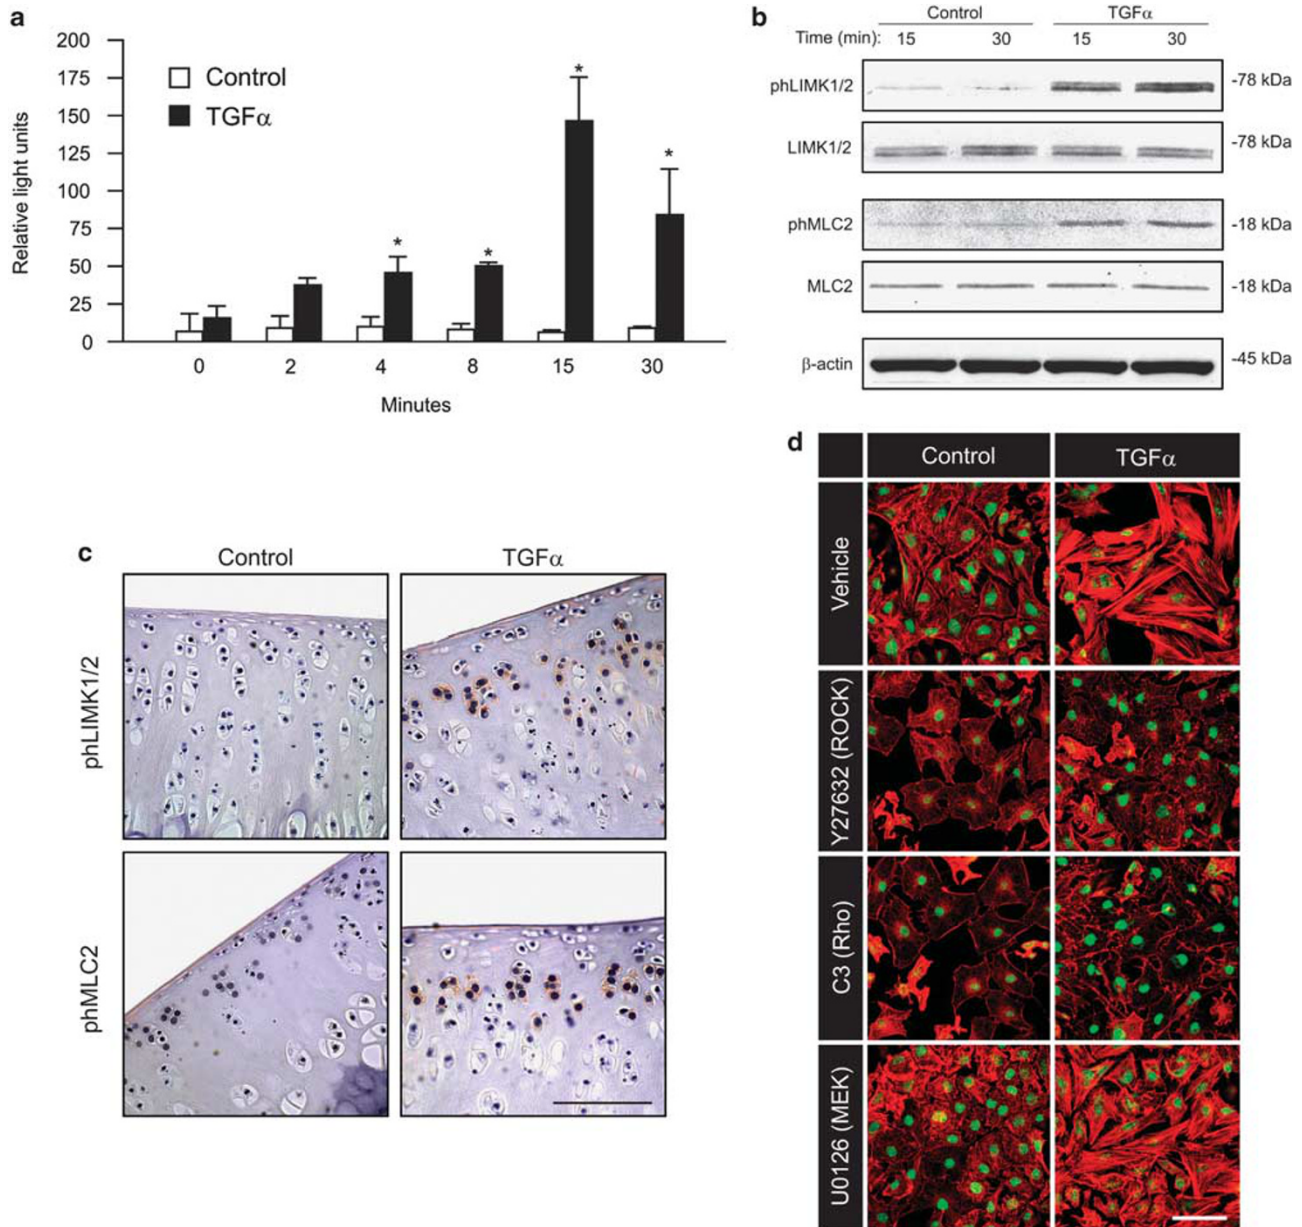 a
200
175
150
125
100
75
50
25
0
Relative light units
Control
TGFα
* * * *
0 2 4 8 15 30
Minutes
b
Control TGFα
Time (min): 15 30 15 30
phLIMK1/2 -78 kDa
LIMK1/2 -78 kDa
phMLC2 -18 kDa
MLC2 -18 kDa
β-actin -45 kDa
c
Control TGFα
phLIMK1/2
phMLC2
d
Control TGFα
Vehicle
Y27632 (ROCK)
C3 (Rho)
U0126 (MEK)